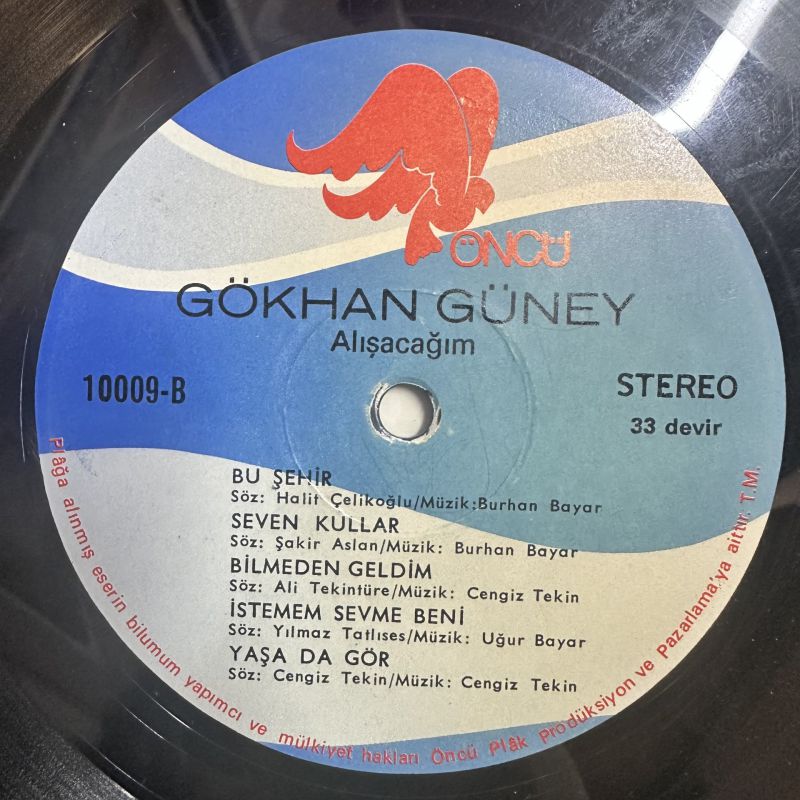 ÖNCÜ
GÖKHAN GÜNEY
Alışacağım
10009-B
STEREO
33 devir
BU ŞEHİR
Söz: Halit Çelikoğlu/Müzik:Burhan Bayar
SEVEN KULLAR
Söz: Şakir Aslan/Müzik: Burhan Bayar
BİLMEDEN GELDİM
Söz: Ali Tekintüre/Müzik: Cengiz Tekin
İSTEMEM SEVME BENİ
Söz: Yılmaz Tatlıses/Müzik: Uğur Bayar
YAŞA DA GÖR
Söz: Cengiz Tekin/Müzik: Cengiz Tekin
Plâğa alınmış eserin bilumum yapımcı ve mülkiyet hakları Öncü Plâk Prodüksiyon ve Pazarlama'ya aittir. T.M.